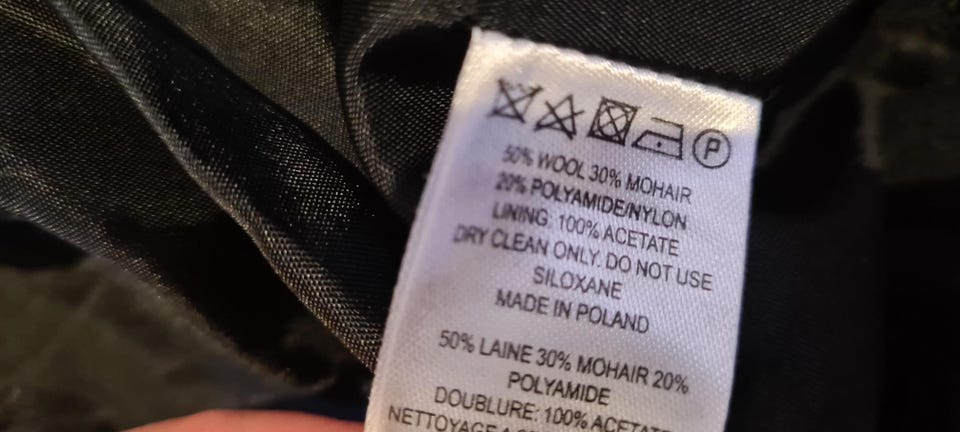 P
50% WOOL 30% MOHAIR
20% POLYAMIDE/NYLON
LINING: 100% ACETATE
DRY CLEAN ONLY. DO NOT USE
SILOXANE
MADE IN POLAND
50% LAINE 30% MOHAIR 20%
POLYAMIDE
DOUBLURE: 100% ACETATE
NETTOYAGE